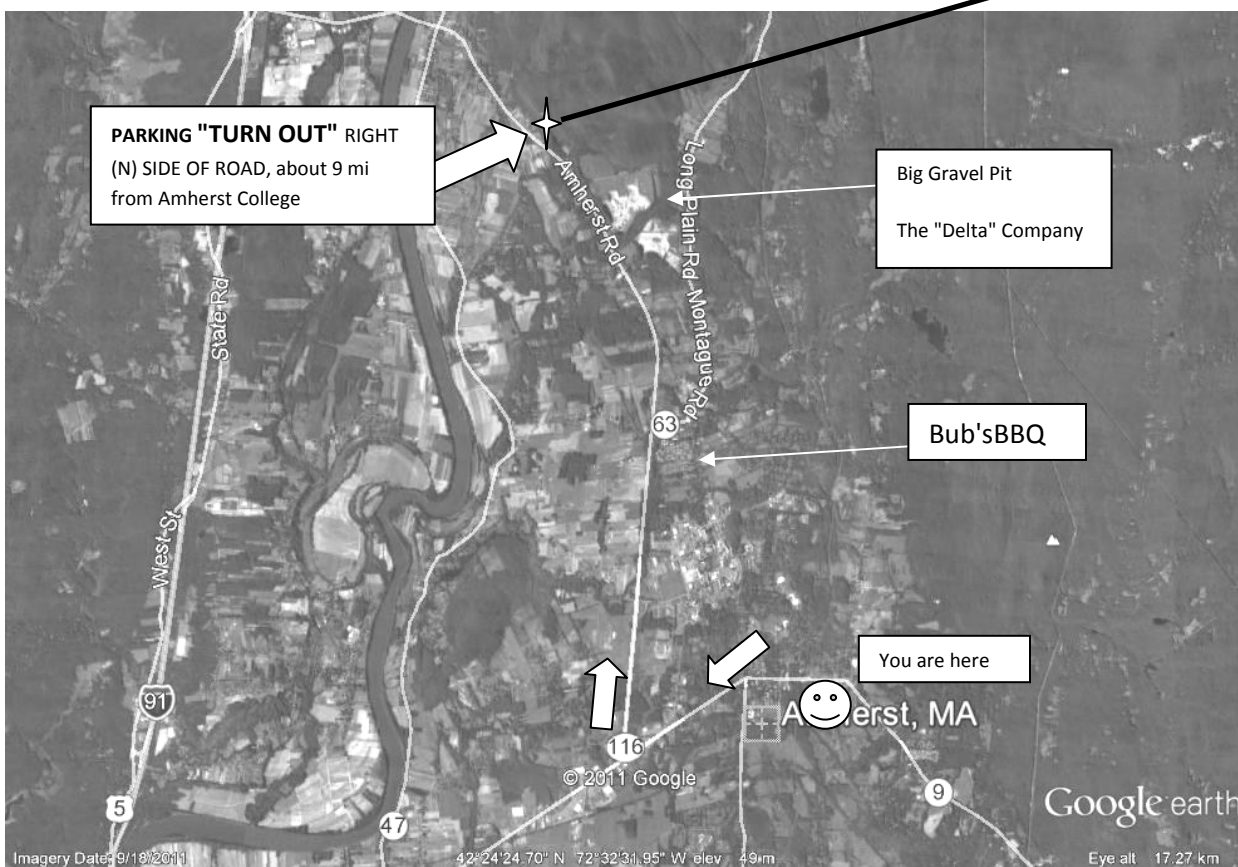 PARKING "TURN OUT" RIGHT
(N) SIDE OF ROAD, about 9 mi
from Amherst College
Amherst Rd
Long Plain Rd
Montague Rd
Big Gravel Pit
The "Delta" Company
State Rd
63
Bub'sBBQ
West St
You are here
91
Amherst, MA
116
© 2011 Google
5
47
9
Google earth
Imagery Date: 9/18/2011
42°24'24.70" N 72°32'31.95" W elev 49 m
Eye alt 17.27 km